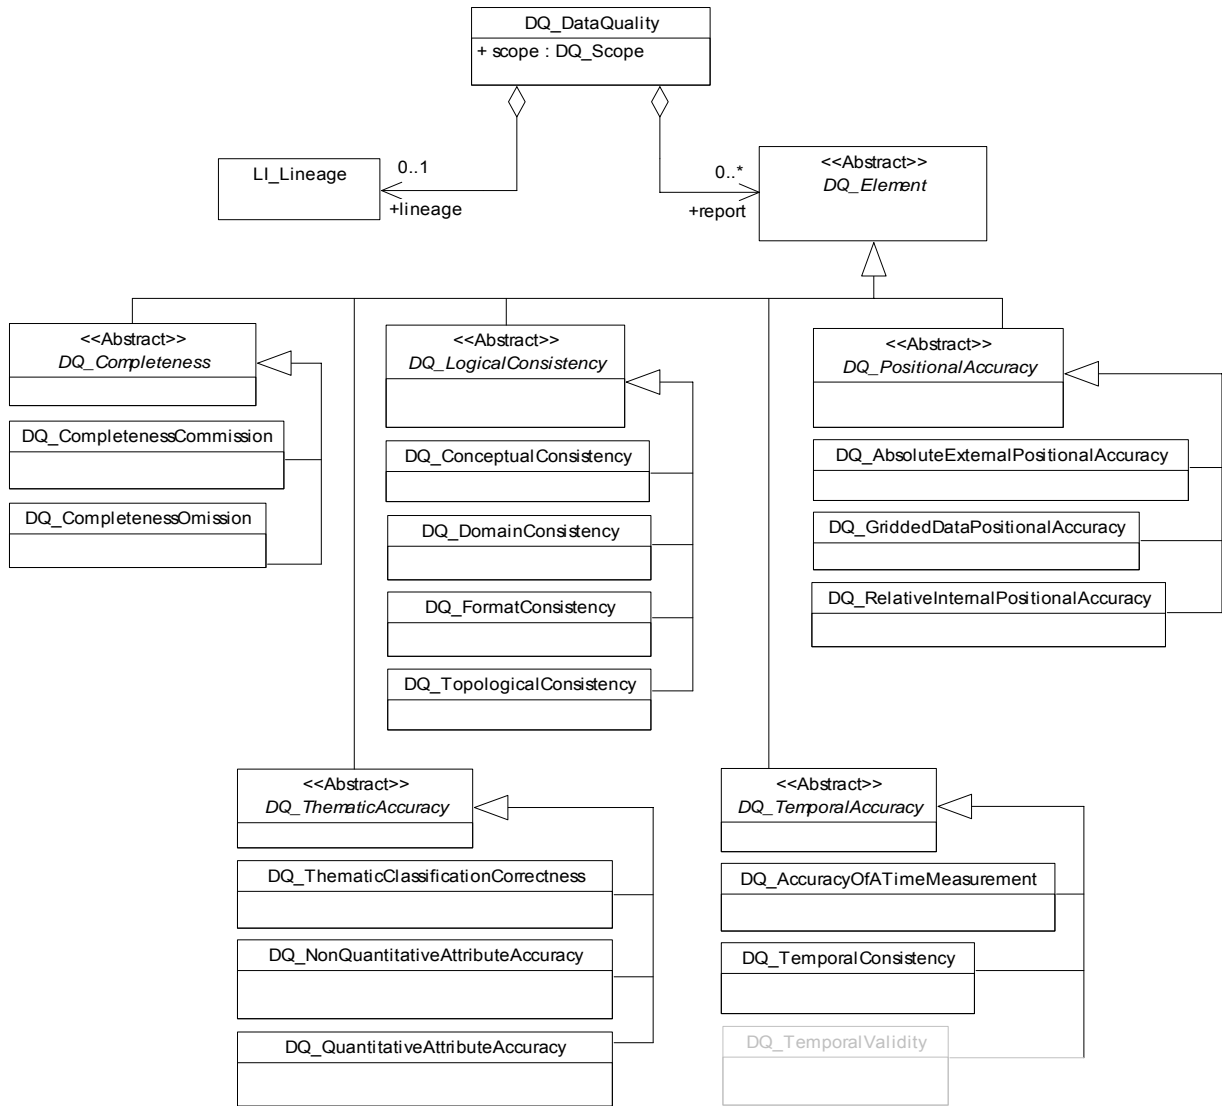 DQ_DataQuality
+ scope : DQ_Scope
LI_Lineage
0..1
+lineage
0..*
+report
<<Abstract>>
DQ_Element
<<Abstract>>
DQ_Completeness
DQ_CompletenessCommission
DQ_CompletenessOmission
<<Abstract>>
DQ_LogicalConsistency
DQ_ConceptualConsistency
DQ_DomainConsistency
DQ_FormatConsistency
DQ_TopologicalConsistency
<<Abstract>>
DQ_PositionalAccuracy
DQ_AbsoluteExternalPositionalAccuracy
DQ_GriddedDataPositionalAccuracy
DQ_RelativeInternalPositionalAccuracy
<<Abstract>>
DQ_ThematicAccuracy
DQ_ThematicClassificationCorrectness
DQ_NonQuantitativeAttributeAccuracy
DQ_QuantitativeAttributeAccuracy
<<Abstract>>
DQ_TemporalAccuracy
DQ_AccuracyOfATimeMeasurement
DQ_TemporalConsistency
DQ_TemporalValidity